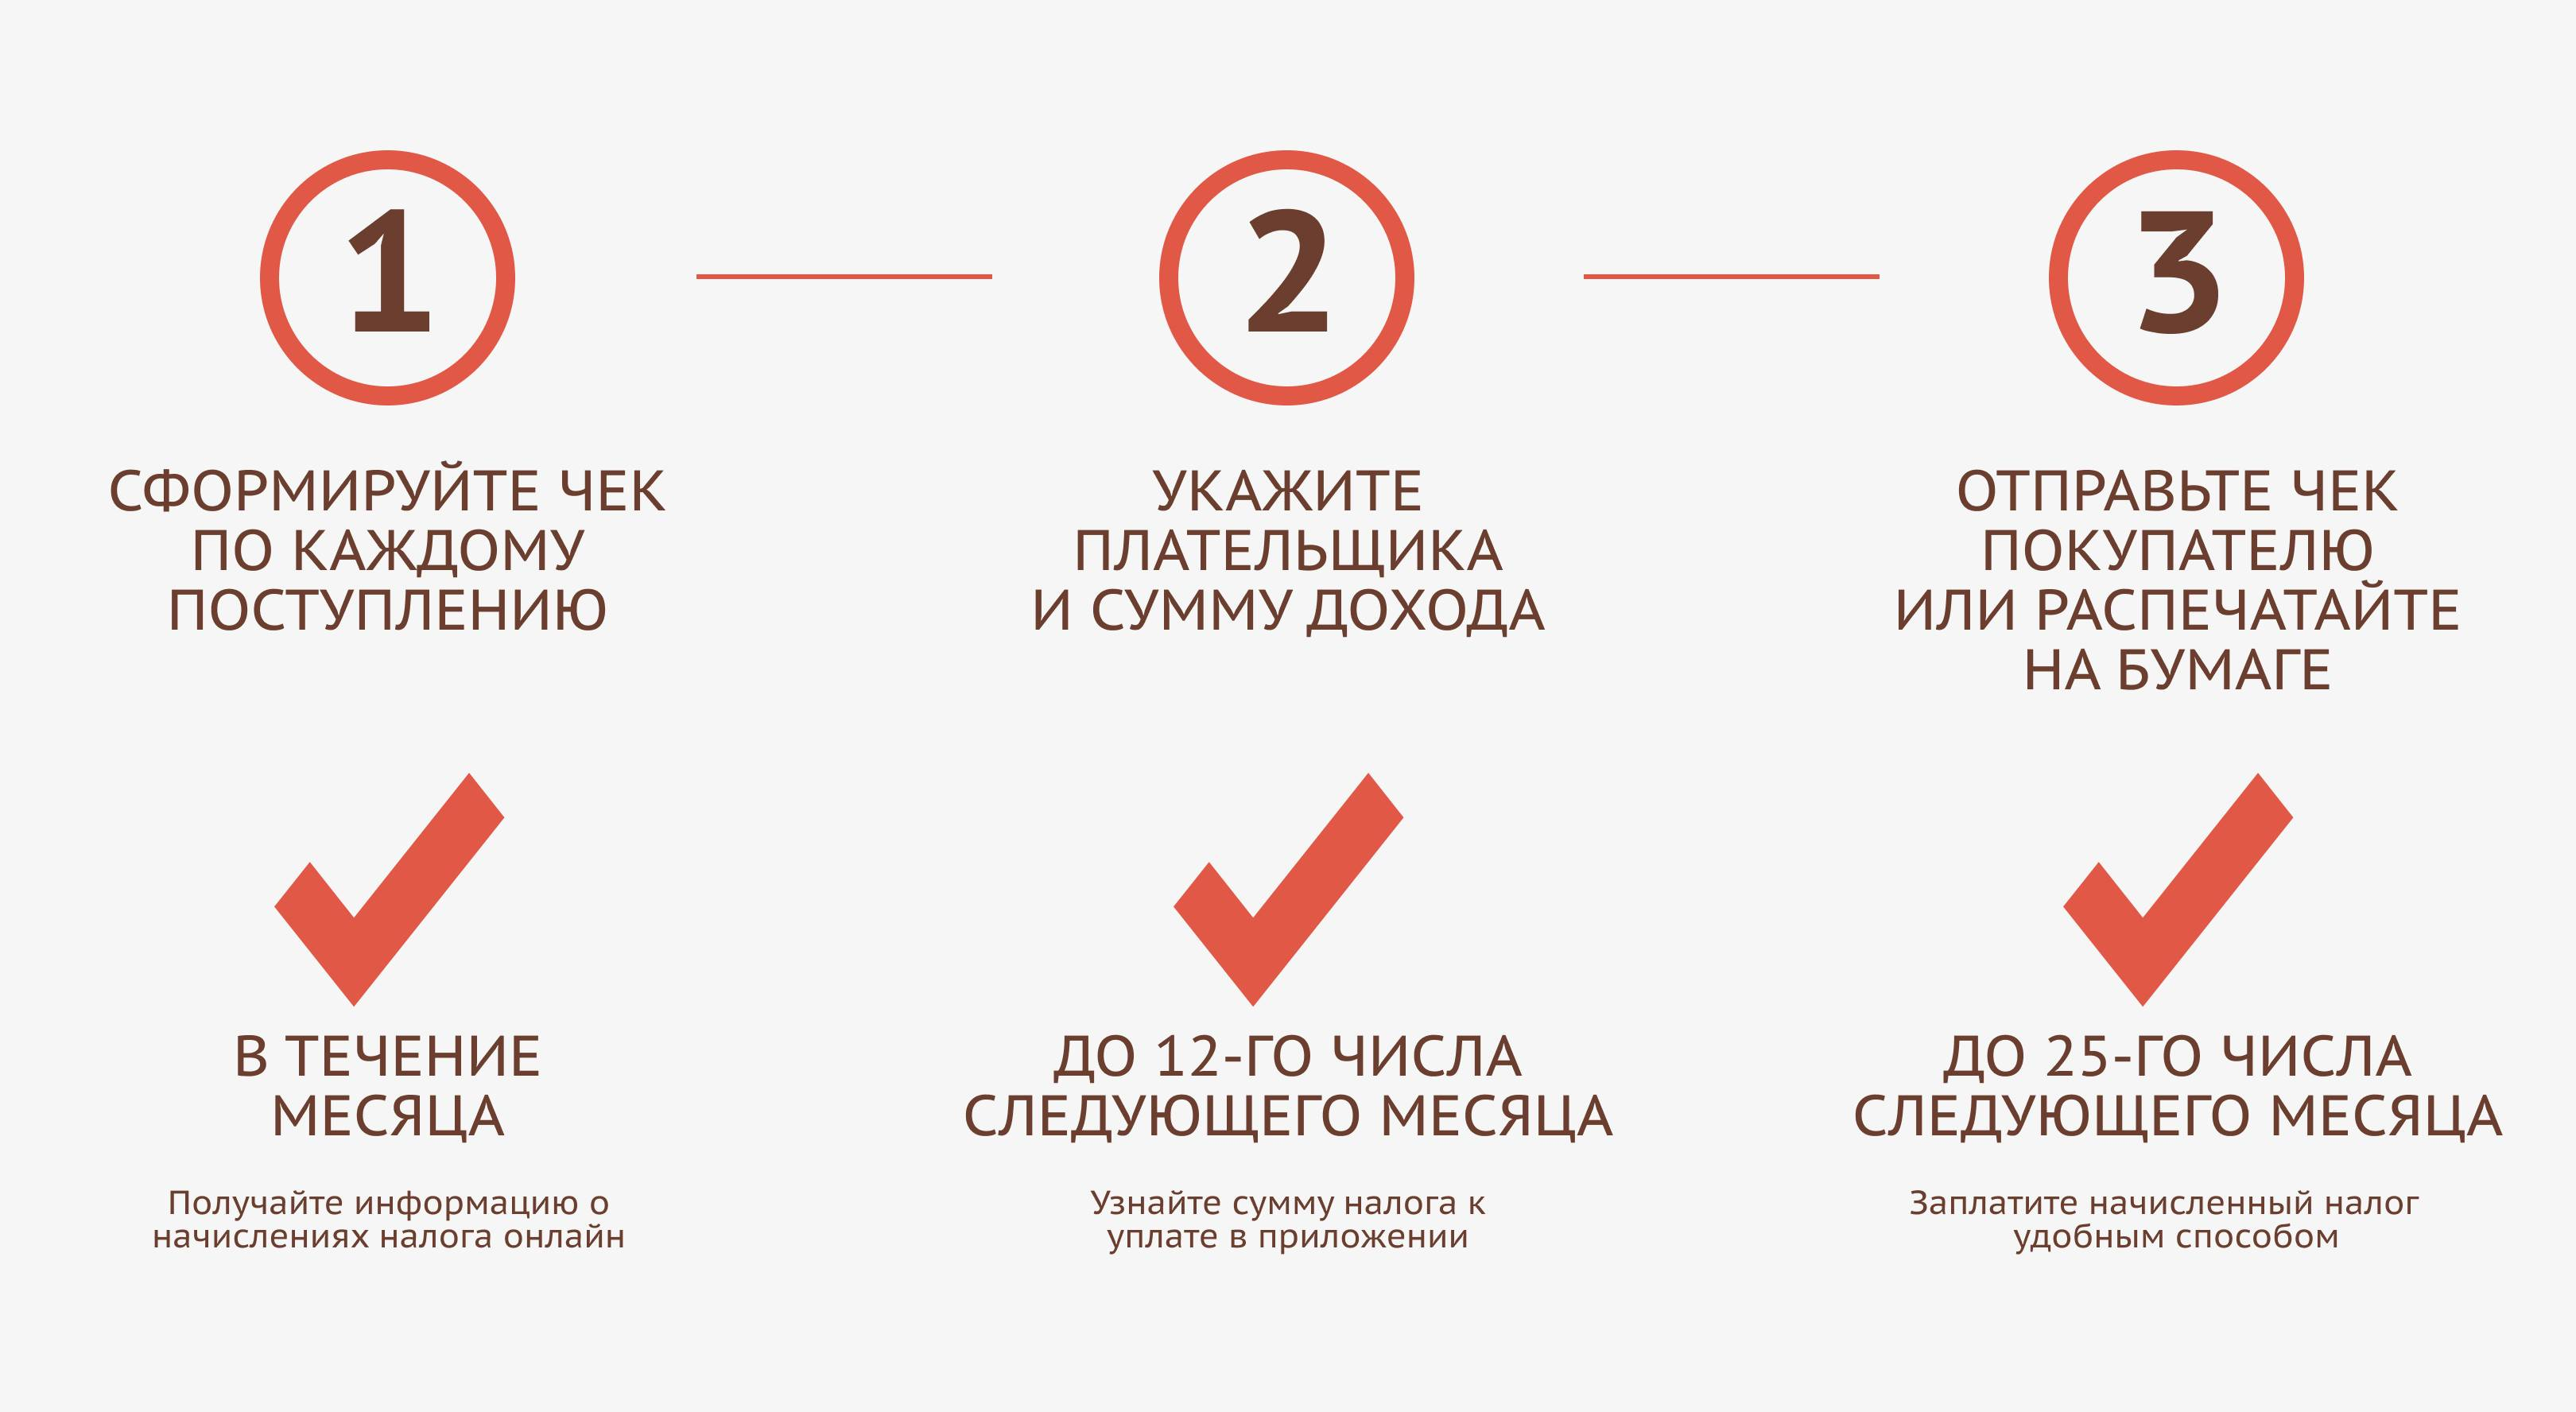 1
СФОРМИРУЙТЕ ЧЕК
ПО КАЖДОМУ
ПОСТУПЛЕНИЮ
2
УКАЖИТЕ
ПЛАТЕЛЬЩИКА
И СУММУ ДОХОДА
3
ОТПРАВЬТЕ ЧЕК
ПОКУПАТЕЛЮ
ИЛИ РАСПЕЧАТАЙТЕ
НА БУМАГЕ
В ТЕЧЕНИЕ
МЕСЯЦА
Получайте информацию о
начислениях налога онлайн
ДО 12-ГО ЧИСЛА
СЛЕДУЮЩЕГО МЕСЯЦА
Узнайте сумму налога к
уплате в приложении
ДО 25-ГО ЧИСЛА
СЛЕДУЮЩЕГО МЕСЯЦА
Заплатите начисленный налог
удобным способом